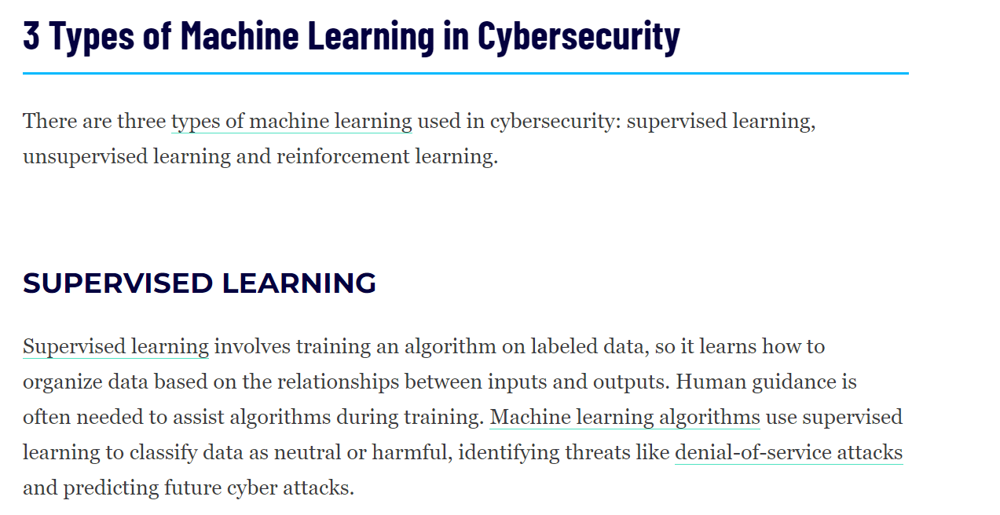 3 Types of Machine Learning in Cybersecurity
There are three types of machine learning used in cybersecurity: supervised learning,
unsupervised learning and reinforcement learning.
SUPERVISED LEARNING
Supervised learning involves training an algorithm on labeled data, so it learns how to
organize data based on the relationships between inputs and outputs. Human guidance is
often needed to assist algorithms during training. Machine learning algorithms use supervised
learning to classify data as neutral or harmful, identifying threats like denial-of-service attacks
and predicting future cyber attacks.